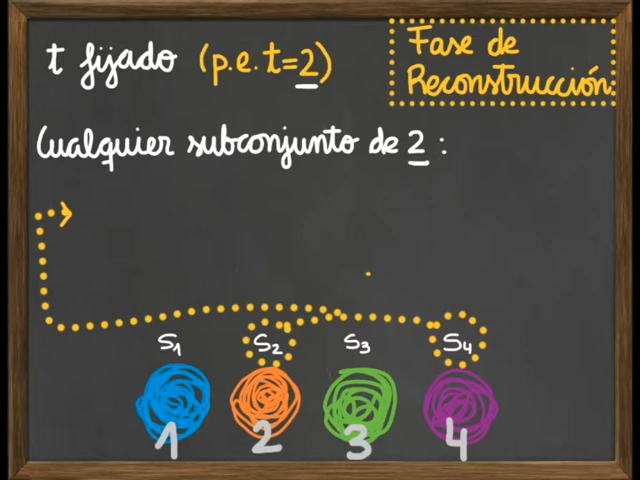 t fijado (p.e. t=2)
Fase de
Reconstrucción
Cualquier subconjunto de 2 :
S1 S2 S3 S4
1 2 3 4